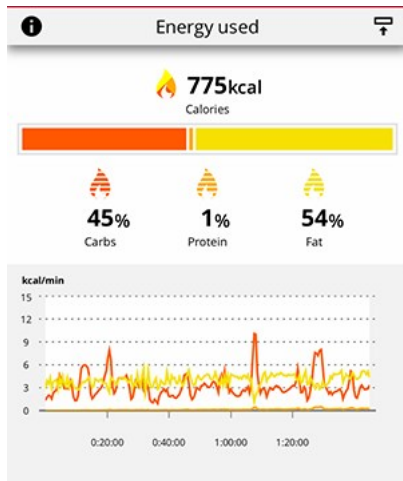 Energy used
775kcal
Calories
45% 1% 54%
Carbs Protein Fat
kcal/min
15
12
9
6
3
0
0:20:00 0:40:00 1:00:00 1:20:00